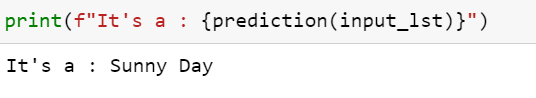 print(f"It's a : {prediction(input_lst)}")
It's a : Sunny Day